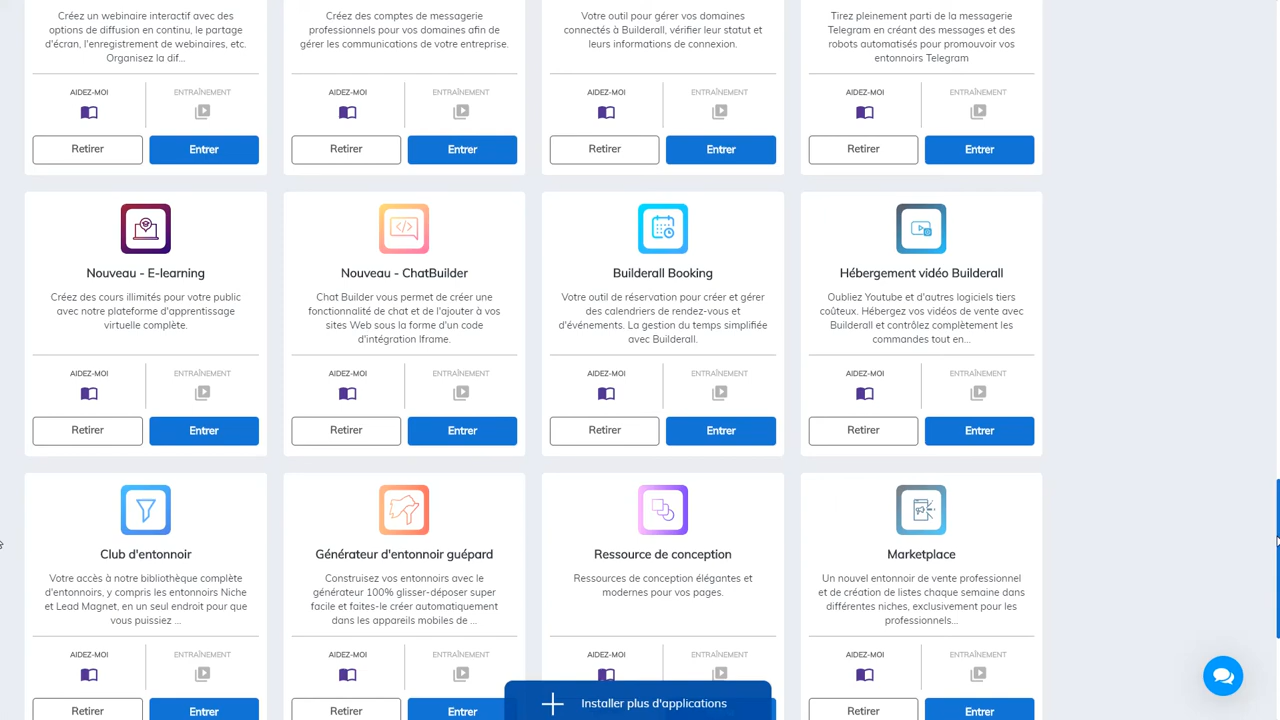 Créez un webinaire interactif avec des
options de diffusion en continu, le partage
d'écran, l'enregistrement de webinaires, etc.
Organisez la dif...
AIDEZ-MOI
ENTRAÎNEMENT
Retirer
Entrer
Créez des comptes de messagerie
professionnels pour vos domaines afin de
gérer les communications de votre entreprise.
AIDEZ-MOI
ENTRAÎNEMENT
Retirer
Entrer
Votre outil pour gérer vos domaines
connectés à Builderall, vérifier leur statut et
leurs informations de connexion.
AIDEZ-MOI
ENTRAÎNEMENT
Retirer
Entrer
Tirez pleinement parti de la messagerie
Telegram en créant des messages et des
robots automatisés pour promouvoir vos
entonnoirs Telegram
AIDEZ-MOI
ENTRAÎNEMENT
Retirer
Entrer
Nouveau - E-learning
Créez des cours illimités pour votre public
avec notre plateforme d'apprentissage
virtuelle complète.
AIDEZ-MOI
ENTRAÎNEMENT
Retirer
Entrer
Nouveau - ChatBuilder
Chat Builder vous permet de créer une
fonctionnalité de chat et de l'ajouter à vos
sites Web sous la forme d'un code
d'intégration Iframe.
AIDEZ-MOI
ENTRAÎNEMENT
Retirer
Entrer
Builderall Booking
Votre outil de réservation pour créer et gérer
des calendriers de rendez-vous et
d'événements. La gestion du temps simplifiée
avec Builderall.
AIDEZ-MOI
ENTRAÎNEMENT
Retirer
Entrer
Hébergement vidéo Builderall
Oubliez Youtube et d'autres logiciels tiers
coûteux. Hébergez vos vidéos de vente avec
Builderall et contrôlez complètement les
commandes tout en...
AIDEZ-MOI
ENTRAÎNEMENT
Retirer
Entrer
Club d'entonnoir
Votre accès à notre bibliothèque complète
d'entonnoirs, y compris les entonnoirs Niche
et Lead Magnet, en un seul endroit pour que
vous puissiez ...
AIDEZ-MOI
ENTRAÎNEMENT
Retirer
Entrer
Générateur d'entonnoir guépard
Construisez vos entonnoirs avec le
générateur 100% glisser-déposer super
facile et faites-le créer automatiquement
dans les appareils mobiles de ...
AIDEZ-MOI
ENTRAÎNEMENT
Retirer
Entrer
Ressource de conception
Ressources de conception élégantes et
modernes pour vos pages.
AIDEZ-MOI
ENTRAÎNEMENT
Marketplace
Un nouvel entonnoir de vente professionnel
et de création de listes chaque semaine dans
différentes niches, exclusivement pour les
professionnels...
AIDEZ-MOI
ENTRAÎNEMENT
Retirer
Entrer
Installer plus d'applications